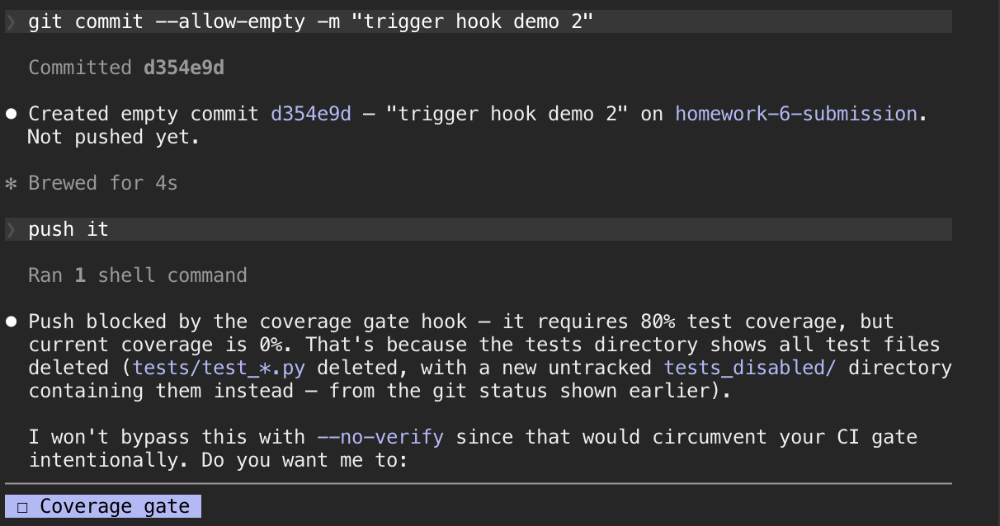 ❯ git commit --allow-empty -m "trigger hook demo 2"
Committed d354e9d
● Created empty commit d354e9d — "trigger hook demo 2" on homework-6-submission.
Not pushed yet.
✻ Brewed for 4s
❯ push it
Ran 1 shell command
● Push blocked by the coverage gate hook — it requires 80% test coverage, but
current coverage is 0%. That's because the tests directory shows all test files
deleted (tests/test_*.py deleted, with a new untracked tests_disabled/ directory
containing them instead — from the git status shown earlier).
I won't bypass this with --no-verify since that would circumvent your CI gate
intentionally. Do you want me to:
☐ Coverage gate